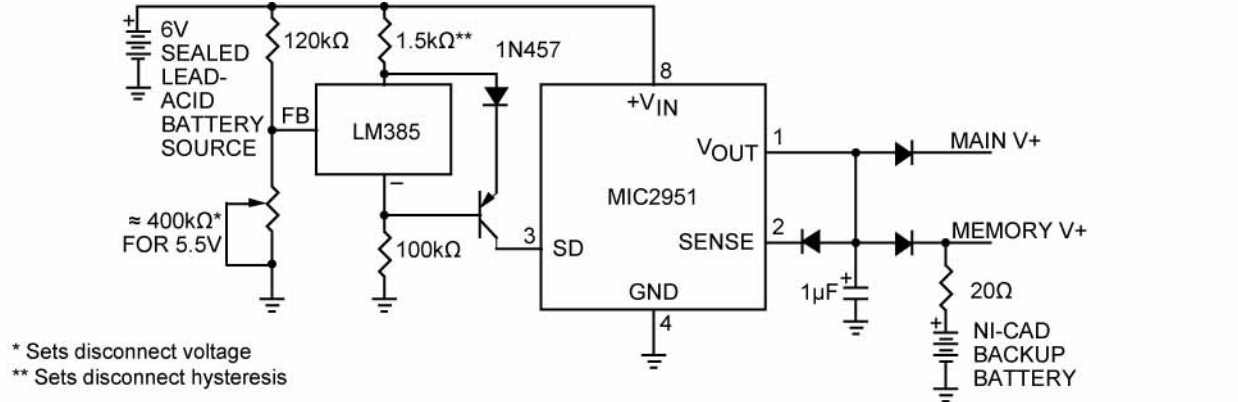 +
6V
SEALED
LEAD-
ACID
BATTERY
SOURCE
120kΩ
1.5kΩ**
1N457
FB
LM385
–
≈ 400kΩ*
FOR 5.5V
100kΩ
8
+VIN
VOUT
1
MIC2951
3
SD
SENSE
2
GND
4
MAIN V+
MEMORY V+
+
1µF
20Ω
+
NI-CAD
BACKUP
BATTERY
* Sets disconnect voltage
** Sets disconnect hysteresis